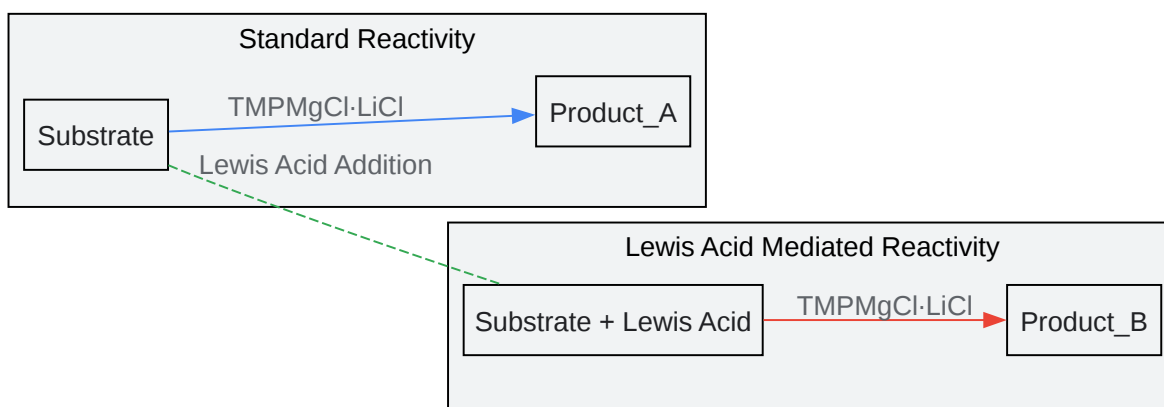 Standard Reactivity
Substrate
TMPMgCl·LiCl
Product_A
Lewis Acid Addition
Lewis Acid Mediated Reactivity
Substrate + Lewis Acid
TMPMgCl·LiCl
Product_B